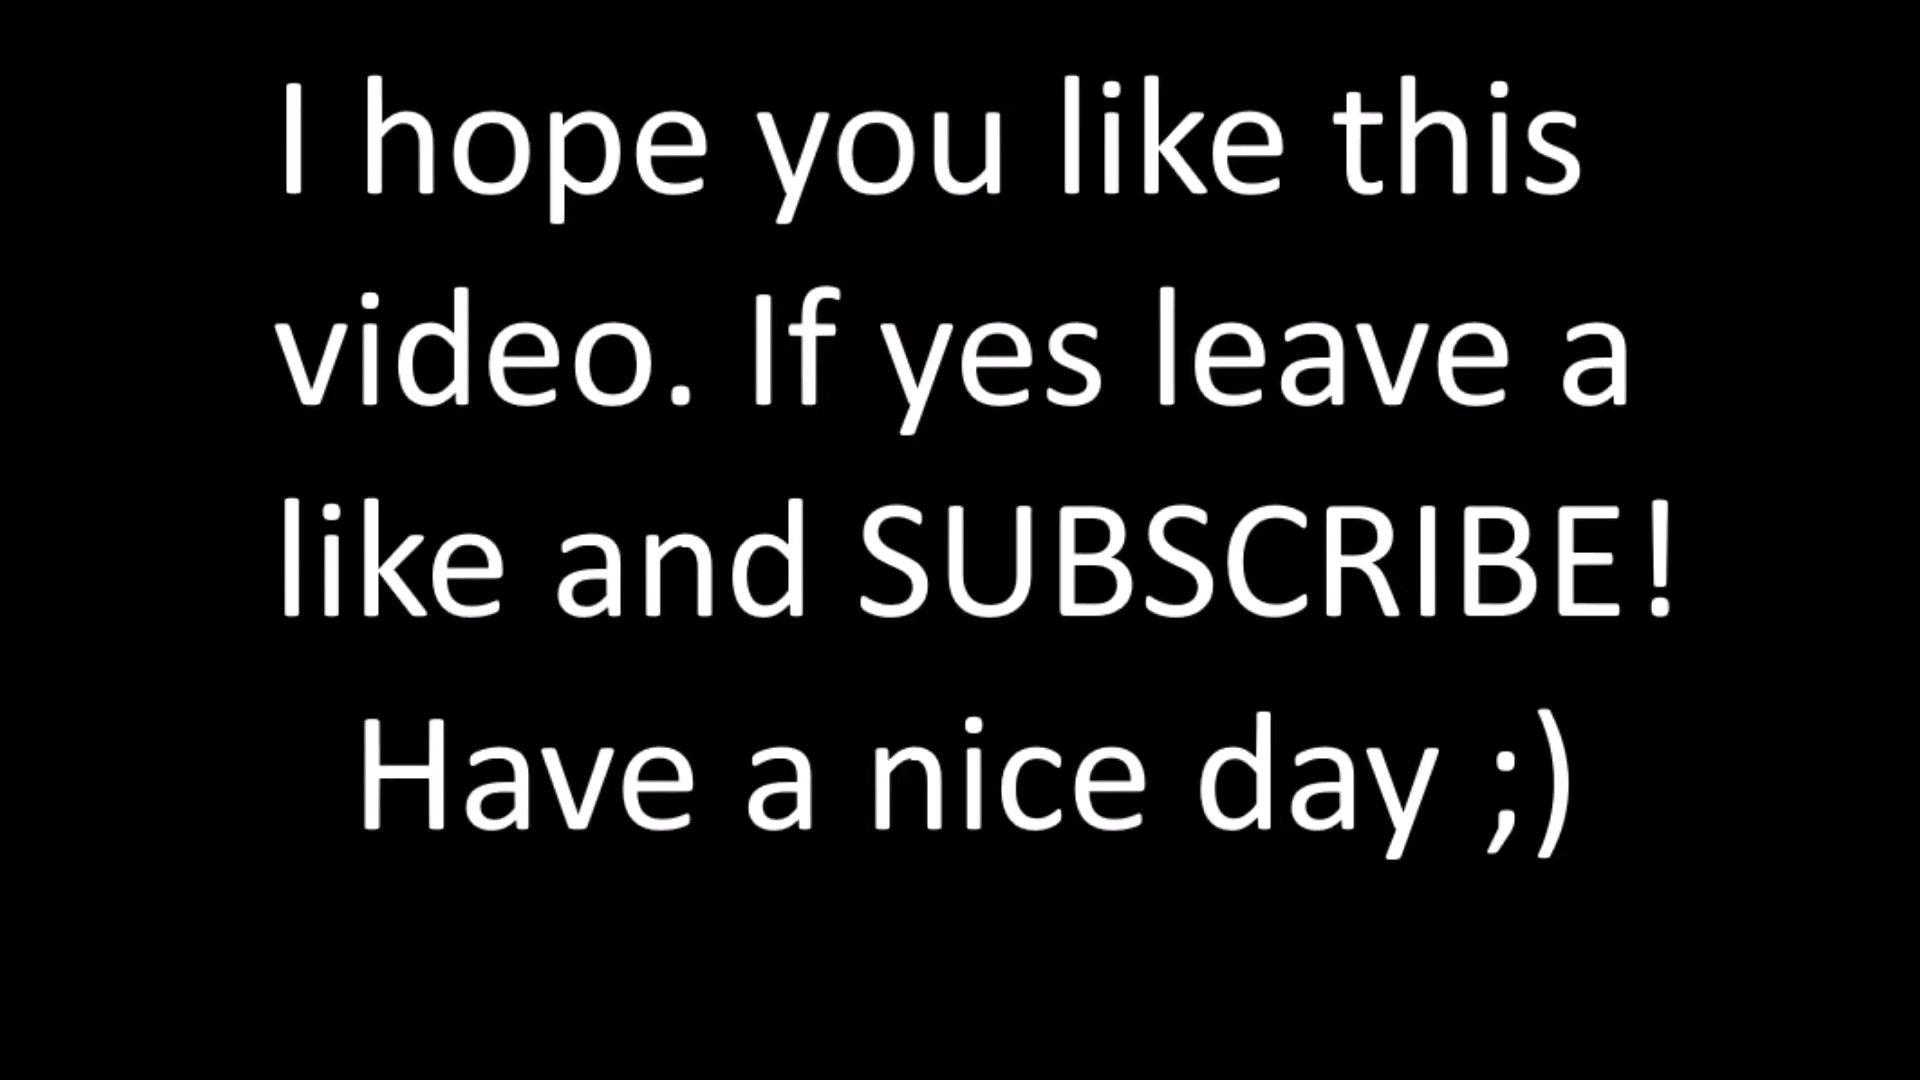 I hope you like this
video. If yes leave a
like and SUBSCRIBE!
Have a nice day ;)